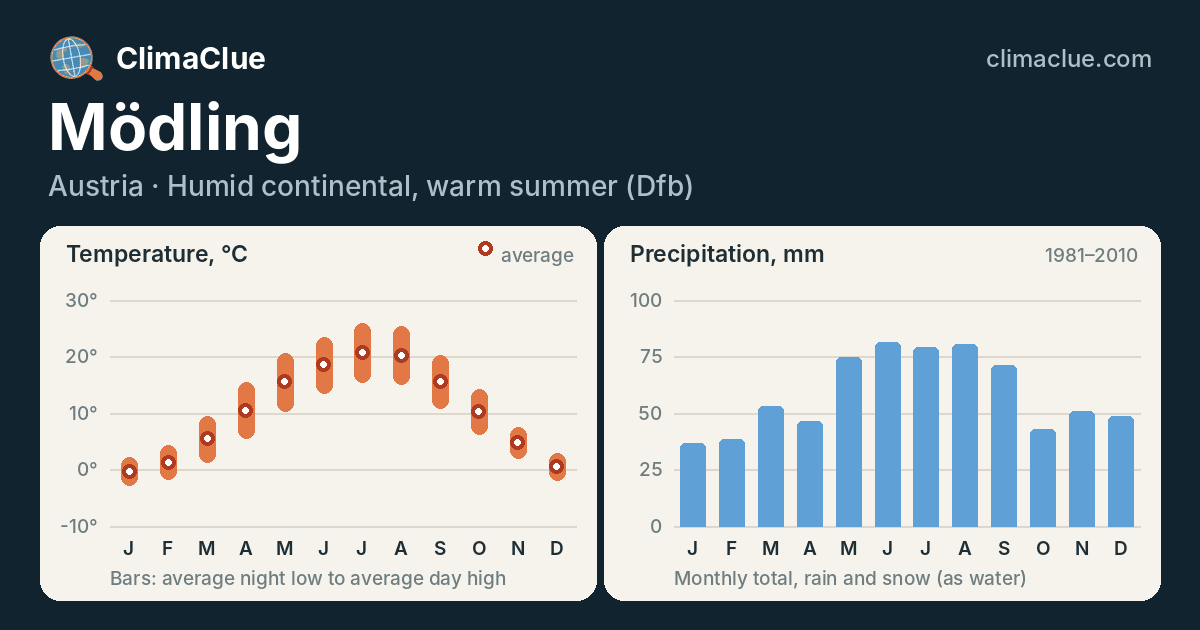 ClimaClue
climaclue.com
Mödling
Austria · Humid continental, warm summer (Dfb)
Temperature, °C
average
30°
20°
10°
0°
-10°
J F M A M J J A S O N D
Bars: average night low to average day high
Precipitation, mm
1981–2010
100
75
50
25
0
J F M A M J J A S O N D
Monthly total, rain and snow (as water)